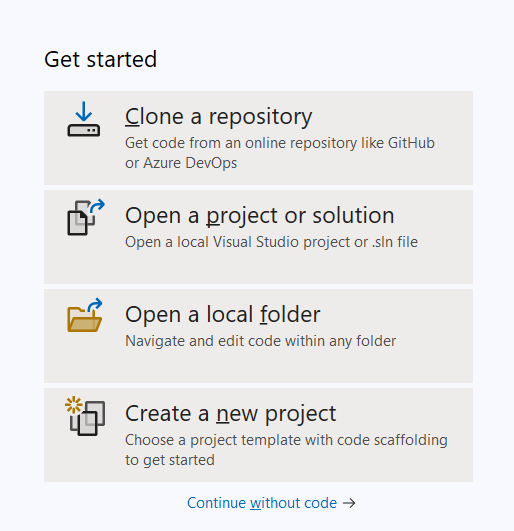 Get started
Clone a repository
Get code from an online repository like GitHub
or Azure DevOps
Open a project or solution
Open a local Visual Studio project or .sln file
Open a local folder
Navigate and edit code within any folder
Create a new project
Choose a project template with code scaffolding
to get started
Continue without code →